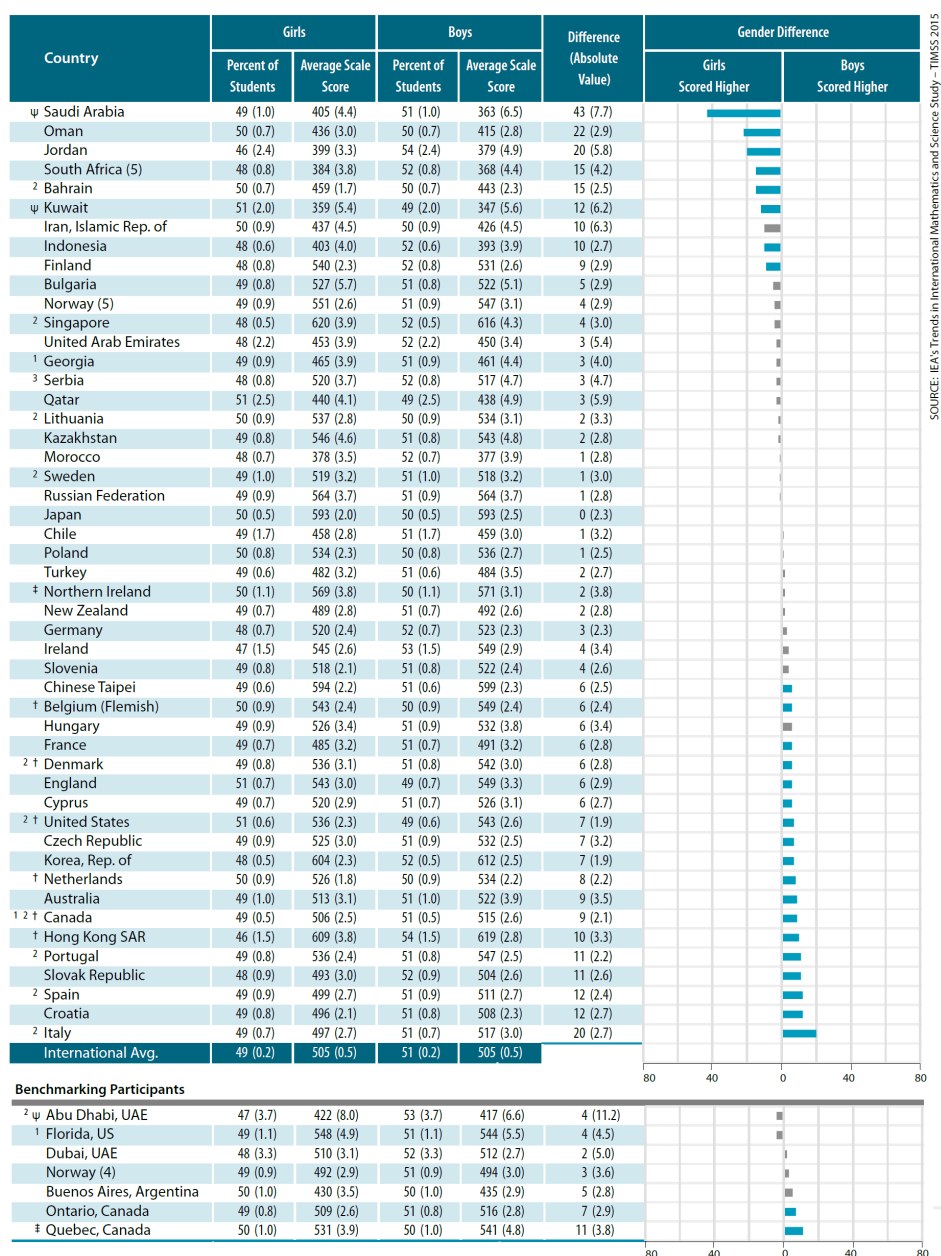 Country Girls Boys Difference (Absolute Value) Gender Difference
Percent of Students Average Scale Score Percent of Students Average Scale Score Girls Scored Higher Boys Scored Higher
ψ Saudi Arabia 49 (1.0) 405 (4.4) 51 (1.0) 363 (6.5) 43 (7.7)
Oman 50 (0.7) 436 (3.0) 50 (0.7) 415 (2.8) 22 (2.9)
Jordan 46 (2.4) 399 (3.3) 54 (2.4) 379 (4.9) 20 (5.8)
South Africa (5) 48 (0.8) 384 (3.8) 52 (0.8) 368 (4.4) 15 (4.2)
2 Bahrain 50 (0.7) 459 (1.7) 50 (0.7) 443 (2.3) 15 (2.5)
ψ Kuwait 51 (2.0) 359 (5.4) 49 (2.0) 347 (5.6) 12 (6.2)
Iran, Islamic Rep. of 50 (0.9) 437 (4.5) 50 (0.9) 426 (4.5) 10 (6.3)
Indonesia 48 (0.6) 403 (4.0) 52 (0.6) 393 (3.9) 10 (2.7)
Finland 48 (0.8) 540 (2.3) 52 (0.8) 531 (2.6) 9 (2.9)
Bulgaria 49 (0.8) 527 (5.7) 51 (0.8) 522 (5.1) 5 (2.9)
Norway (5) 49 (0.9) 551 (2.6) 51 (0.9) 547 (3.1) 4 (2.9)
2 Singapore 48 (0.5) 620 (3.9) 52 (0.5) 616 (4.3) 4 (3.0)
United Arab Emirates 48 (2.2) 453 (3.9) 52 (2.2) 450 (3.4) 3 (5.4)
1 Georgia 49 (0.9) 465 (3.9) 51 (0.9) 461 (4.4) 3 (4.0)
3 Serbia 48 (0.8) 520 (3.7) 52 (0.8) 517 (4.7) 3 (4.7)
Qatar 51 (2.5) 440 (4.1) 49 (2.5) 438 (4.9) 3 (5.9)
2 Lithuania 50 (0.9) 537 (2.8) 50 (0.9) 534 (3.1) 2 (3.3)
Kazakhstan 49 (0.8) 546 (4.6) 51 (0.8) 543 (4.8) 2 (2.8)
Morocco 48 (0.7) 378 (3.5) 52 (0.7) 377 (3.9) 1 (2.8)
2 Sweden 49 (1.0) 519 (3.2) 51 (1.0) 518 (3.2) 1 (3.0)
Russian Federation 49 (0.9) 564 (3.7) 51 (0.9) 564 (3.7) 1 (2.8)
Japan 50 (0.5) 593 (2.0) 50 (0.5) 593 (2.5) 0 (2.3)
Chile 49 (1.7) 458 (2.8) 51 (1.7) 459 (3.0) 1 (3.2)
Poland 50 (0.8) 534 (2.3) 50 (0.8) 536 (2.7) 1 (2.5)
Turkey 49 (0.6) 482 (3.2) 51 (0.6) 484 (3.5) 2 (2.7)
‡ Northern Ireland 50 (1.1) 569 (3.8) 50 (1.1) 571 (3.1) 2 (3.8)
New Zealand 49 (0.7) 489 (2.8) 51 (0.7) 492 (2.6) 2 (2.8)
Germany 48 (0.7) 520 (2.4) 52 (0.7) 523 (2.3) 3 (2.3)
Ireland 47 (1.5) 545 (2.6) 53 (1.5) 549 (2.9) 4 (3.4)
Slovenia 49 (0.8) 518 (2.1) 51 (0.8) 522 (2.4) 4 (2.6)
Chinese Taipei 49 (0.6) 594 (2.2) 51 (0.6) 599 (2.3) 6 (2.5)
† Belgium (Flemish) 50 (0.9) 543 (2.4) 50 (0.9) 549 (2.4) 6 (2.4)
Hungary 49 (0.9) 526 (3.4) 51 (0.9) 532 (3.8) 6 (3.4)
France 49 (0.7) 485 (3.2) 51 (0.7) 491 (3.2) 6 (2.8)
2 † Denmark 49 (0.8) 536 (3.1) 51 (0.8) 542 (3.0) 6 (2.8)
England 51 (0.7) 543 (3.0) 49 (0.7) 549 (3.3) 6 (2.9)
Cyprus 49 (0.7) 520 (2.9) 51 (0.7) 526 (3.1) 6 (2.7)
2 † United States 51 (0.6) 536 (2.3) 49 (0.6) 543 (2.6) 7 (1.9)
Czech Republic 49 (0.9) 525 (3.0) 51 (0.9) 532 (2.5) 7 (3.2)
Korea, Rep. of 48 (0.5) 604 (2.3) 52 (0.5) 612 (2.5) 7 (1.9)
† Netherlands 50 (0.9) 526 (1.8) 50 (0.9) 534 (2.2) 8 (2.2)
Australia 49 (1.0) 513 (3.1) 51 (1.0) 522 (3.9) 9 (3.5)
1 2 † Canada 49 (0.5) 506 (2.5) 51 (0.5) 515 (2.6) 9 (2.1)
† Hong Kong SAR 46 (1.5) 609 (3.8) 54 (1.5) 619 (2.8) 10 (3.3)
2 Portugal 49 (0.8) 536 (2.4) 51 (0.8) 547 (2.5) 11 (2.2)
Slovak Republic 48 (0.9) 493 (3.0) 52 (0.9) 504 (2.6) 11 (2.6)
2 Spain 49 (0.9) 499 (2.7) 51 (0.9) 511 (2.7) 12 (2.4)
Croatia 49 (0.8) 496 (2.1) 51 (0.8) 508 (2.3) 12 (2.7)
2 Italy 49 (0.7) 497 (2.7) 51 (0.7) 517 (3.0) 20 (2.7)
International Avg. 49 (0.2) 505 (0.5) 51 (0.2) 505 (0.5)
80 40 0 40 80
Benchmarking Participants
2 ψ Abu Dhabi, UAE 47 (3.7) 422 (8.0) 53 (3.7) 417 (6.6) 4 (11.2)
1 Florida, US 49 (1.1) 548 (4.9) 51 (1.1) 544 (5.5) 4 (4.5)
Dubai, UAE 48 (3.3) 510 (3.1) 52 (3.3) 512 (2.7) 2 (5.0)
Norway (4) 49 (0.9) 492 (2.9) 51 (0.9) 494 (3.0) 3 (3.6)
Buenos Aires, Argentina 50 (1.0) 430 (3.5) 50 (1.0) 435 (2.9) 5 (2.8)
Ontario, Canada 49 (0.8) 509 (2.6) 51 (0.8) 516 (2.8) 7 (2.9)
‡ Quebec, Canada 50 (1.0) 531 (3.9) 50 (1.0) 541 (4.8) 11 (3.8)
80 40 0 40 80
SOURCE: IEA's Trends in International Mathematics and Science Study – TIMSS 2015